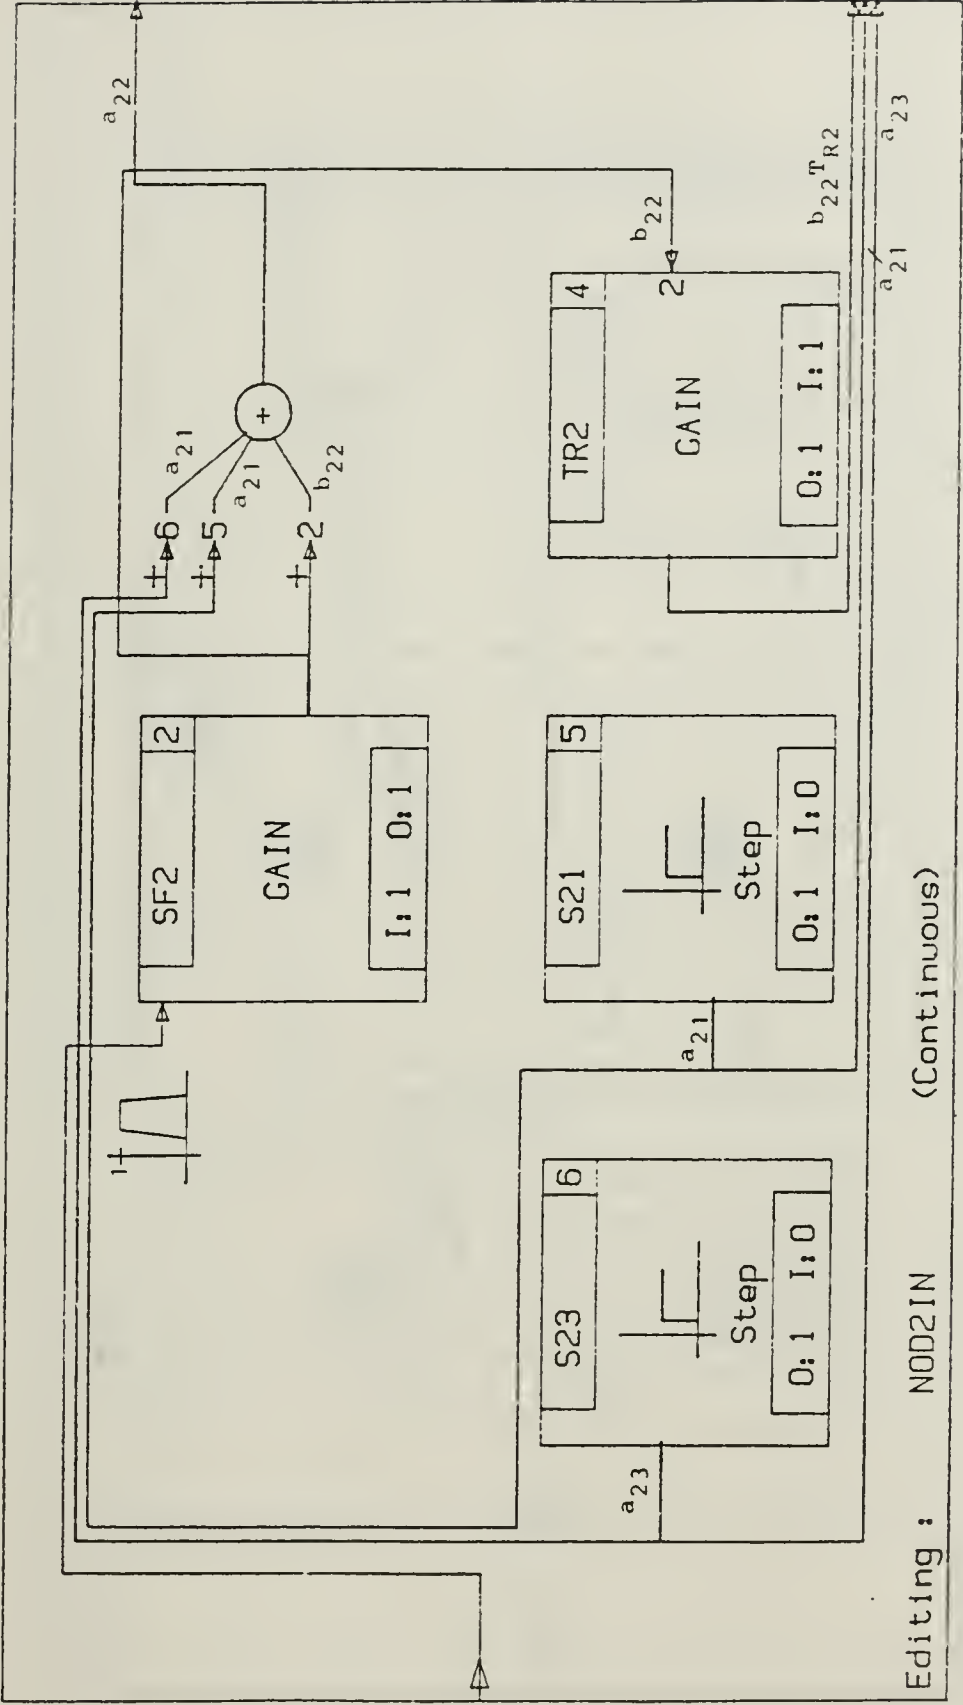 a22
1
SF2 2
GAIN
I: 1 O: 1
+ 6 a21
+ 5 a21
+ 2 b22
+
b22
S23 6
Step
O: 1 I: 0
a23
S21 5
Step
O: 1 I: 0
a21
TR2 4
2
GAIN
O: 1 I: 1
b22TR2
a21
a23
Editing : NOD2IN (Continuous)